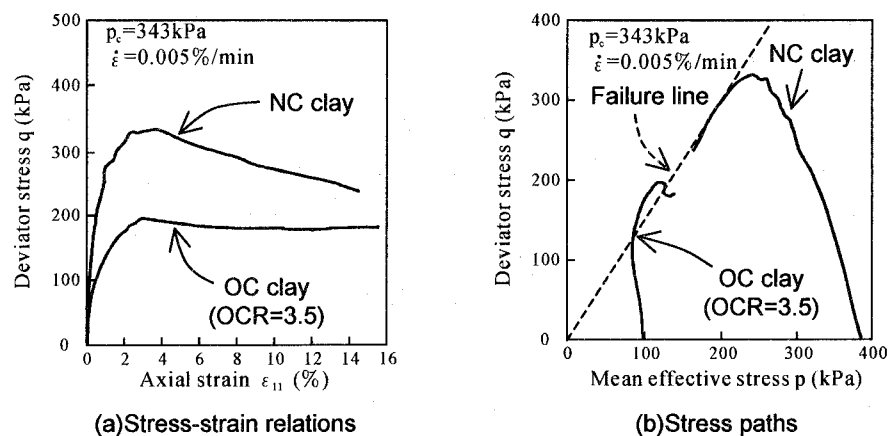 500
400
300
200
100
0
Deviator stress q (kPa)
p_c=343kPa
ε̇=0.005%/min
NC clay
OC clay
(OCR=3.5)
0 2 4 6 8 10 12 14 16
Axial strain ε₁₁ (%)
(a)Stress-strain relations
400
300
200
100
0
Deviator stress q (kPa)
p_c=343kPa
ε̇=0.005%/min
NC clay
Failure line
OC clay
(OCR=3.5)
0 100 200 300 400
Mean effective stress p (kPa)
(b)Stress paths